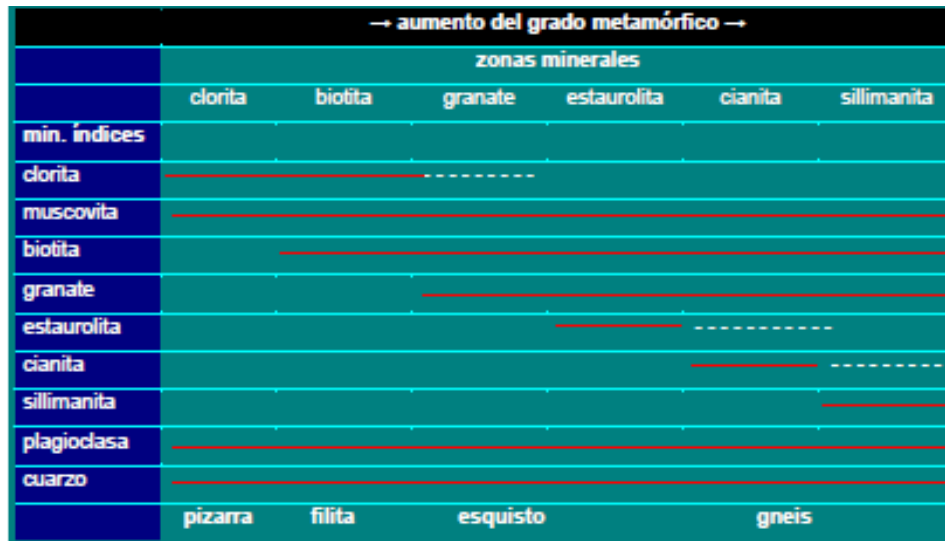 → aumento del grado metamórfico →
zonas minerales
clorita biotita granate estaurolita cianita sillimanita
min. índices
clorita
muscovita
biotita
granate
estaurolita
cianita
sillimanita
plagioclasa
cuarzo
pizarra filita esquisto gneis